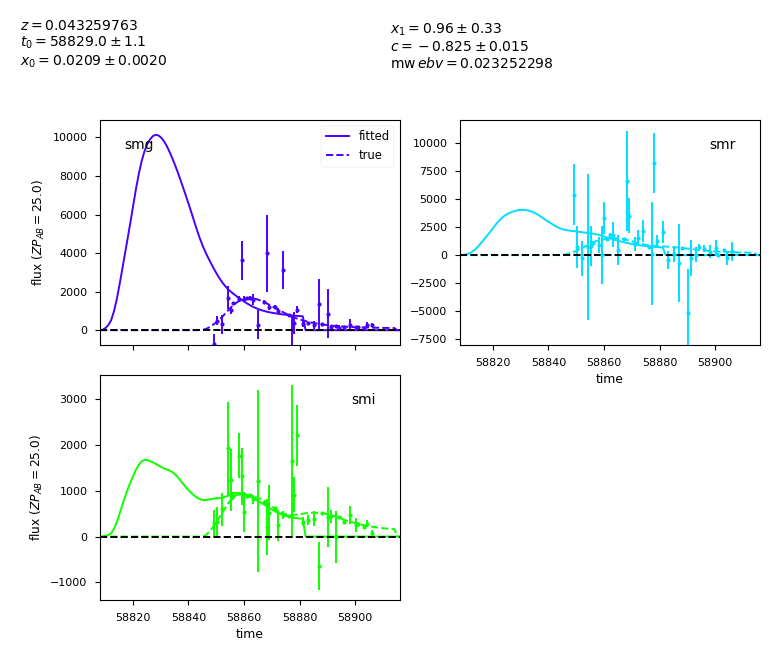 z = 0.043259763
t0 = 58829.0 ± 1.1
x0 = 0.0209 ± 0.0020
x1 = 0.96 ± 0.33
c = −0.825 ± 0.015
mw ebv = 0.023252298
smg
fitted
true
10000
8000
6000
4000
2000
0
flux (ZPAB = 25.0)
smr
10000
7500
5000
2500
0
−2500
−5000
−7500
58820 58840 58860 58880 58900
time
smi
3000
2000
1000
0
−1000
flux (ZPAB = 25.0)
58820 58840 58860 58880 58900
time